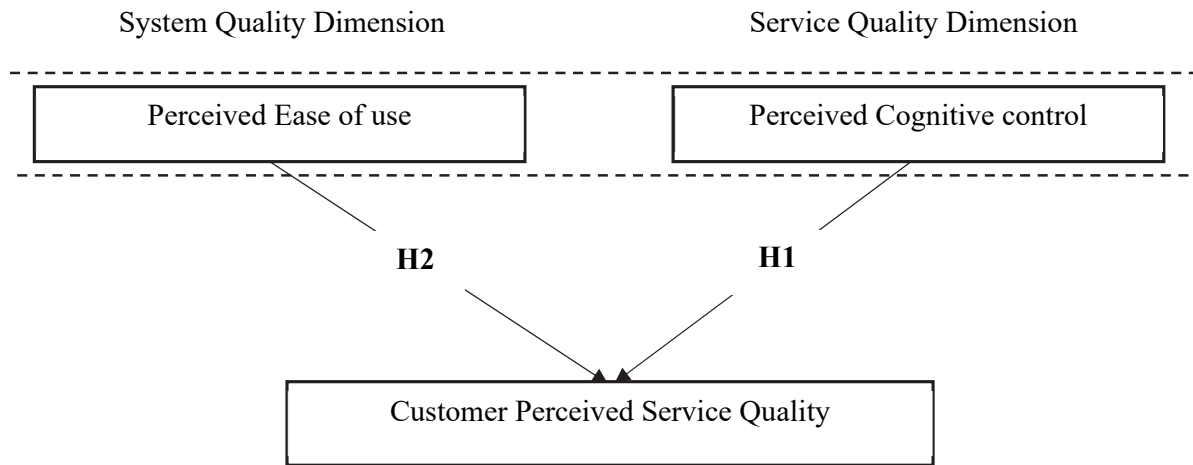 System Quality Dimension
Service Quality Dimension
Perceived Ease of use
Perceived Cognitive control
H2
H1
Customer Perceived Service Quality